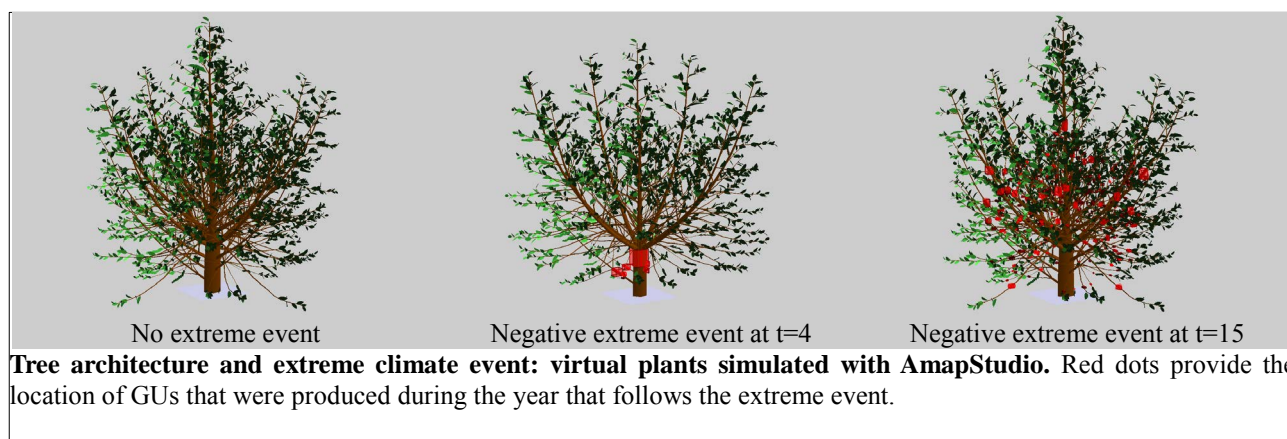 No extreme event Negative extreme event at t=4 Negative extreme event at t=15
Tree architecture and extreme climate event: virtual plants simulated with AmapStudio. Red dots provide the
location of GUs that were produced during the year that follows the extreme event.